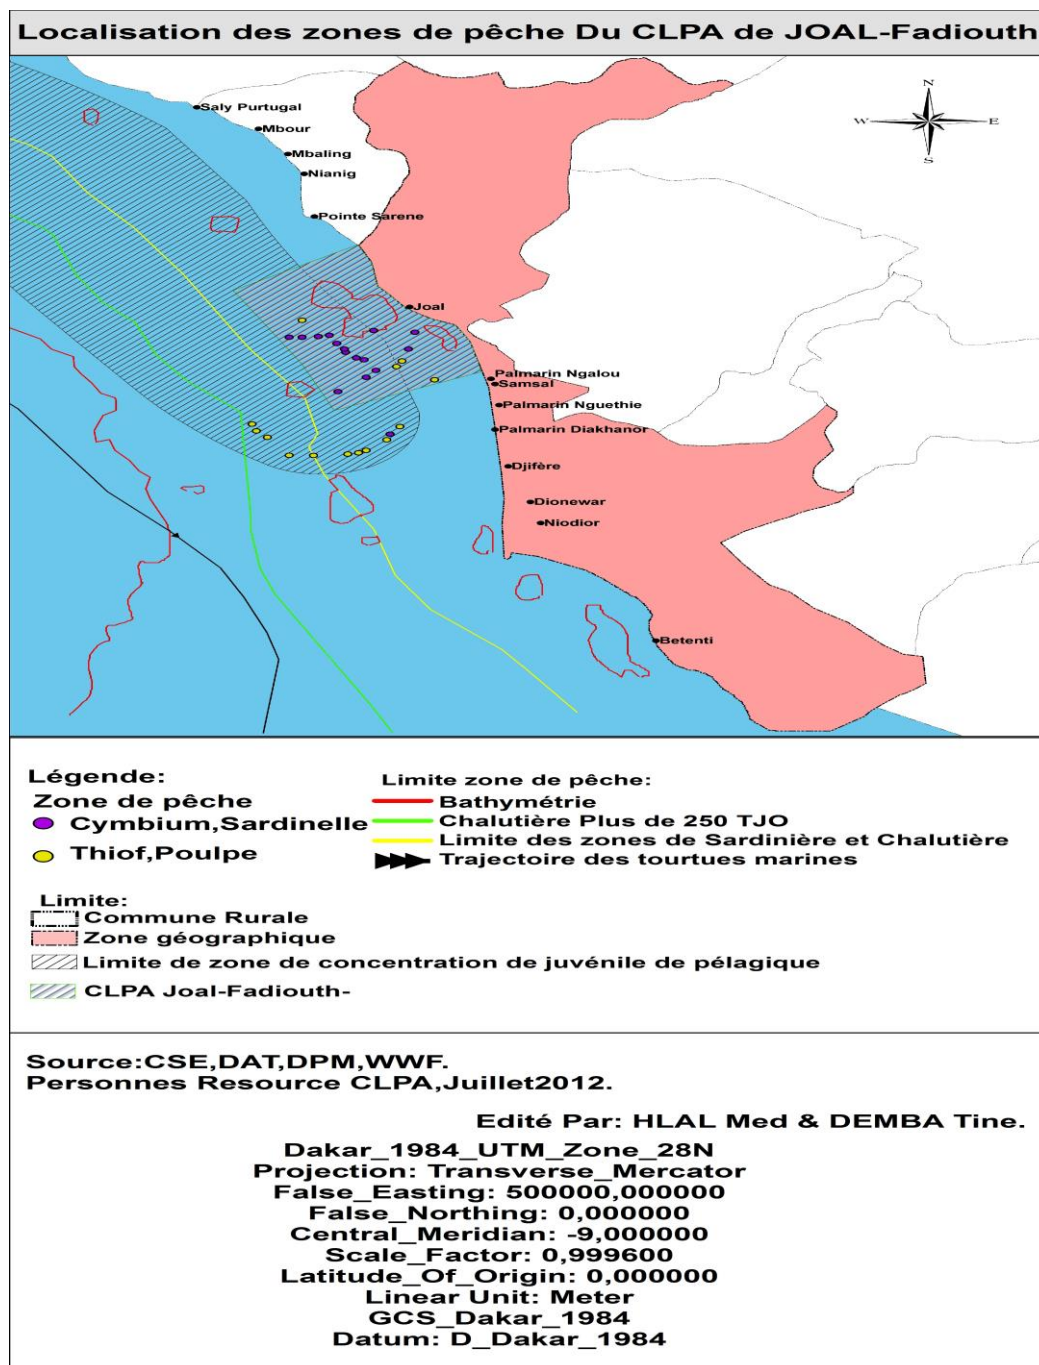 Localisation des zones de pêche Du CLPA de JOAL-Fadiouth
N
W
E
S
Saly Purtugal
Mbour
Mbaling
Nianig
Pointe Sarene
Joal
Palmarin Ngalou
Samsal
Palmarin Nguethie
Palmarin Diakhanor
Djifère
Dionewar
Niodior
Betenti
Légende:
Zone de pêche
Cymbium,Sardinelle
Thiof,Poulpe
Limite zone de pêche:
Bathymétrie
Chalutière Plus de 250 TJO
Limite des zones de Sardinière et Chalutière
Trajectoire des tourtues marines
Limite:
Commune Rurale
Zone géographique
Limite de zone de concentration de juvénile de pélagique
CLPA Joal-Fadiouth-
Source:CSE,DAT,DPM,WWF.
Personnes Resource CLPA,Juillet2012.
Edité Par: HLAL Med & DEMBA Tine.
Dakar_1984_UTM_Zone_28N
Projection: Transverse_Mercator
False_Easting: 500000,000000
False_Northing: 0,000000
Central_Meridian: -9,000000
Scale_Factor: 0,999600
Latitude_Of_Origin: 0,000000
Linear Unit: Meter
GCS_Dakar_1984
Datum: D_Dakar_1984